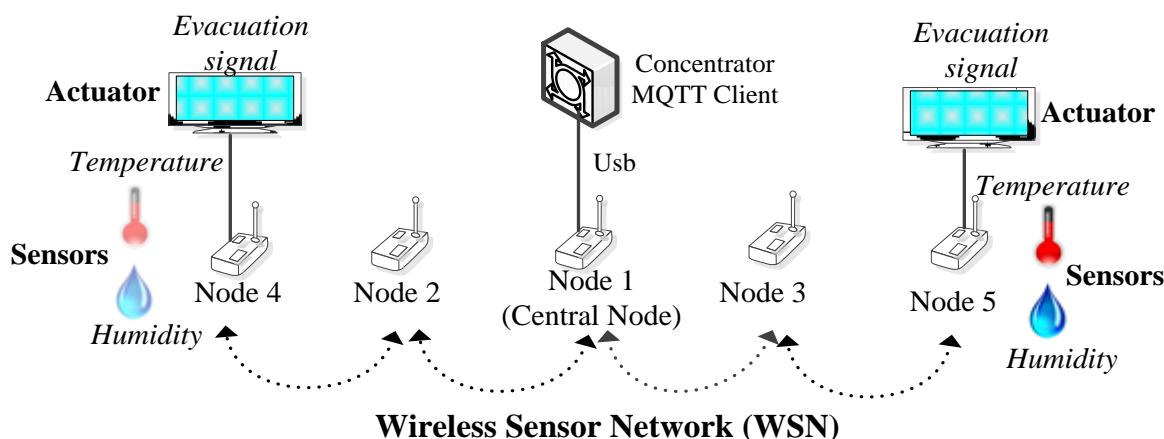 Evacuation
signal
Actuator
Temperature
Sensors
Humidity
Node 4
Node 2
Concentrator
MQTT Client
Usb
Node 1
(Central Node)
Node 3
Evacuation
signal
Actuator
Temperature
Sensors
Node 5
Humidity
Wireless Sensor Network (WSN)